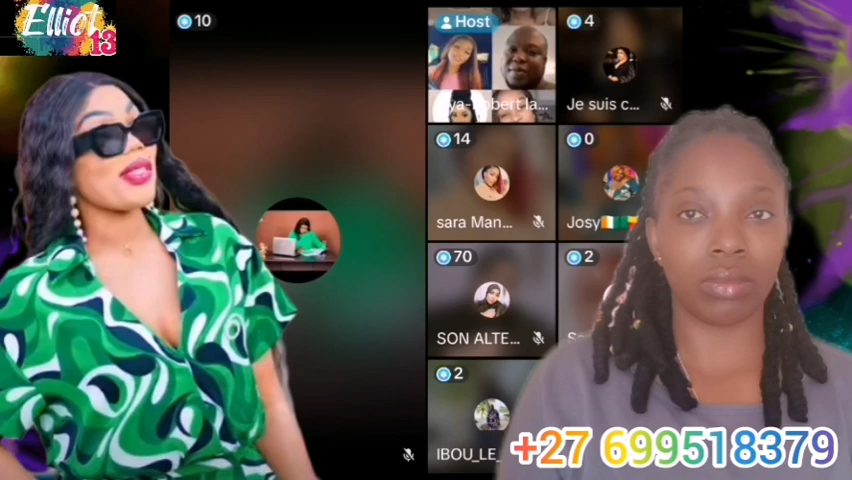 Elliot
13
10
Host
4
Je suis c...
14
0
sara Man...
Josy
70
2
SON ALTE...
2
IBOU_LE_
+27 699518379